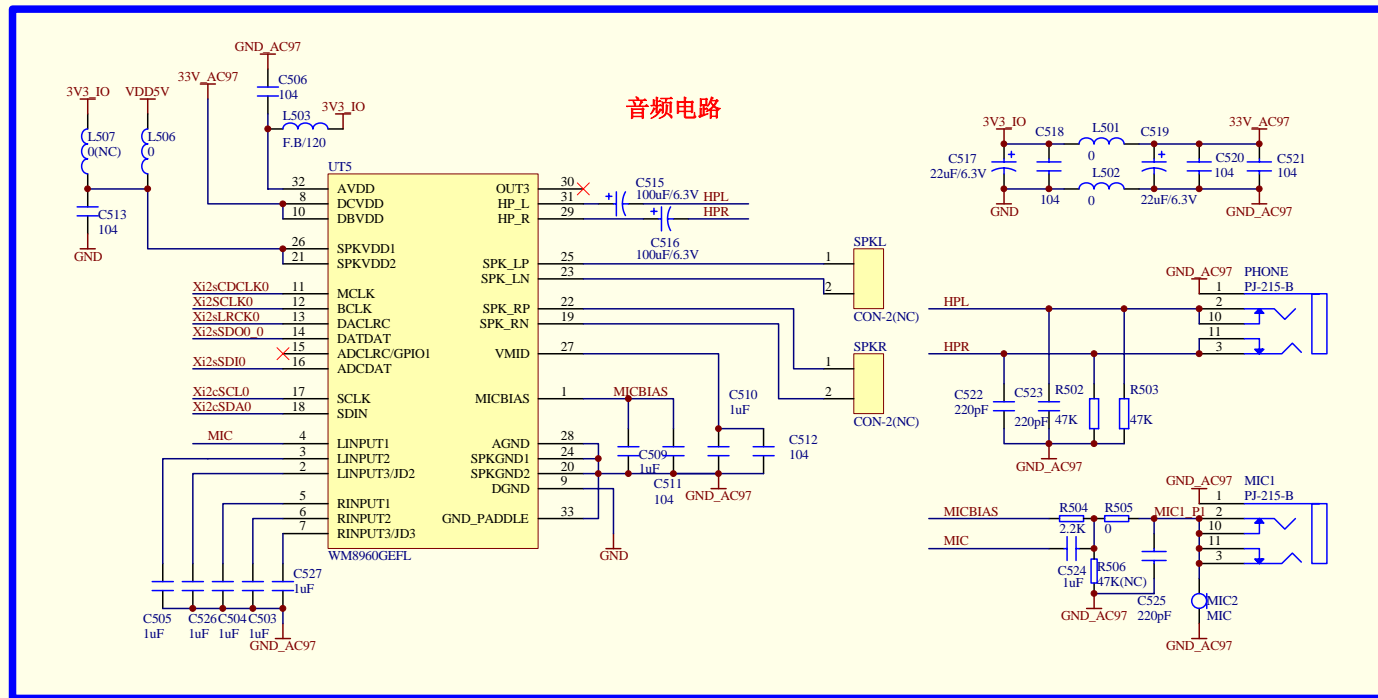 音频电路
GND_AC97
33V_AC97
C506
104
3V3_IO
VDD5V
L503
3V3_IO
F.B/120
L507
0(NC)
L506
0
C513
104
GND
UT5
32
AVDD
8
DCVDD
10
DBVDD
26
SPKVDD1
21
SPKVDD2
Xi2sCDCLK0
11
MCLK
Xi2SCLK0
12
BCLK
Xi2sLRCK0
13
DACLRC
Xi2sSDO0_0
14
DATDAT
15
ADCLRC/GPIO1
Xi2sSDI0
16
ADCDAT
Xi2cSCL0
17
SCLK
Xi2cSDA0
18
SDIN
MIC
4
LINPUT1
3
LINPUT2
2
LINPUT3/JD2
5
RINPUT1
6
RINPUT2
7
RINPUT3/JD3
OUT3
30
HP_L
31
HP_R
29
SPK_LP
25
SPK_LN
23
SPK_RP
22
SPK_RN
19
VMID
27
MICBIAS
1
AGND
28
SPKGND1
24
SPKGND2
20
DGND
9
GND_PADDLE
33
WM8960GEFL
C505
1uF
C526
1uF
C504
1uF
C503
1uF
C527
1uF
GND_AC97
C515
100uF/6.3V
HPL
HPR
C516
100uF/6.3V
SPKL
1
2
CON-2(NC)
SPKR
1
2
CON-2(NC)
MICBIAS
C510
1uF
C509
1uF
C511
104
C512
104
GND_AC97
GND
3V3_IO
C518
L501
0
C519
33V_AC97
C517
22uF/6.3V
L502
0
104
22uF/6.3V
C520
104
C521
104
GND
GND_AC97
GND_AC97
PHONE
PJ-215-B
1
HPL
2
10
11
HPR
3
C522
220pF
C523
220pF
R502
47K
R503
47K
GND_AC97
GND_AC97
MIC1
PJ-215-B
1
MICBIAS
R504
2.2K
R505
0
MIC1_P1
2
10
MIC
11
3
C524
1uF
R506
47K(NC)
GND_AC97
C525
220pF
MIC2
MIC
GND_AC97